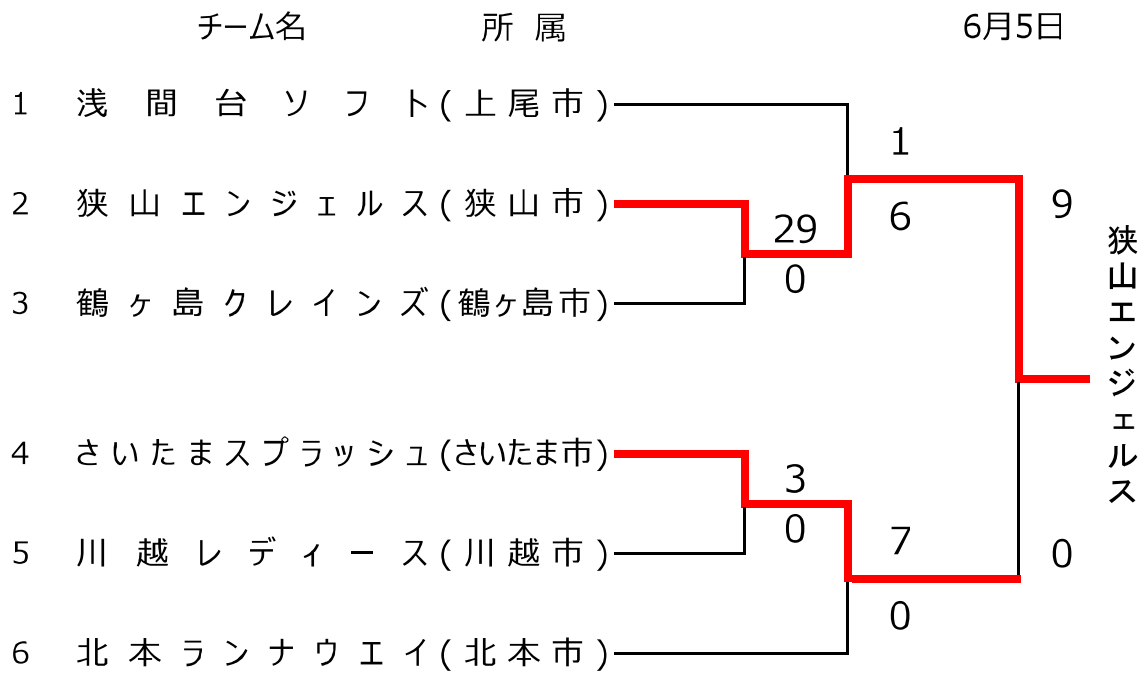 チーム名 所 属 6月5日
1 浅間台ソフト(上尾市)
1
2 狭山エンジェルス(狭山市)
6
9
29
0
3 鶴ヶ島クレインズ(鶴ヶ島市)
狭山エンジェルス
4 さいたまスプラッシュ(さいたま市)
3
0
5 川越レディース(川越市)
7
0
0
6 北本ランナウエイ(北本市)